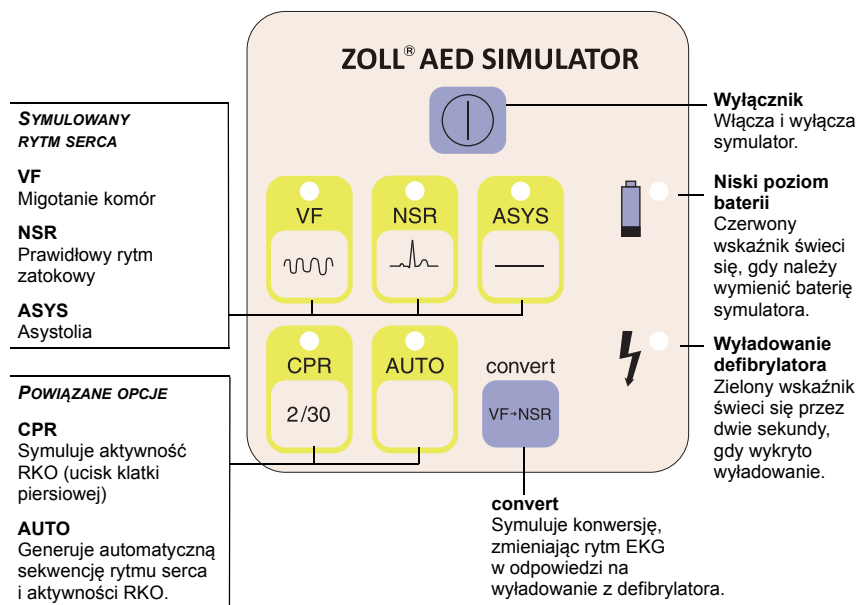 ZOLL® AED SIMULATOR
SYMULOWANY
RYTM SERCA
VF
Migotanie komór
NSR
Prawidłowy rytm
zatokowy
ASYS
Asystolia
POWIĄZANE OPCJE
CPR
Symuluje aktywność
RKO (ucisk klatki
piersiowej)
AUTO
Generuje automatyczną
sekwencję rytmu serca
i aktywności RKO.
VF
NSR
ASYS
CPR
2/30
AUTO
convert
VF→NSR
Wyłącznik
Włącza i wyłącza
symulator.
Niski poziom
baterii
Czerwony
wskaźnik świeci
się, gdy należy
wymienić baterię
symulatora.
Wyładowanie
defibrylatora
Zielony wskaźnik
świeci się przez
dwie sekundy,
gdy wykryto
wyładowanie.
convert
Symuluje konwersję,
zmieniając rytm EKG
w odpowiedzi na
wyładowanie z defibrylatora.